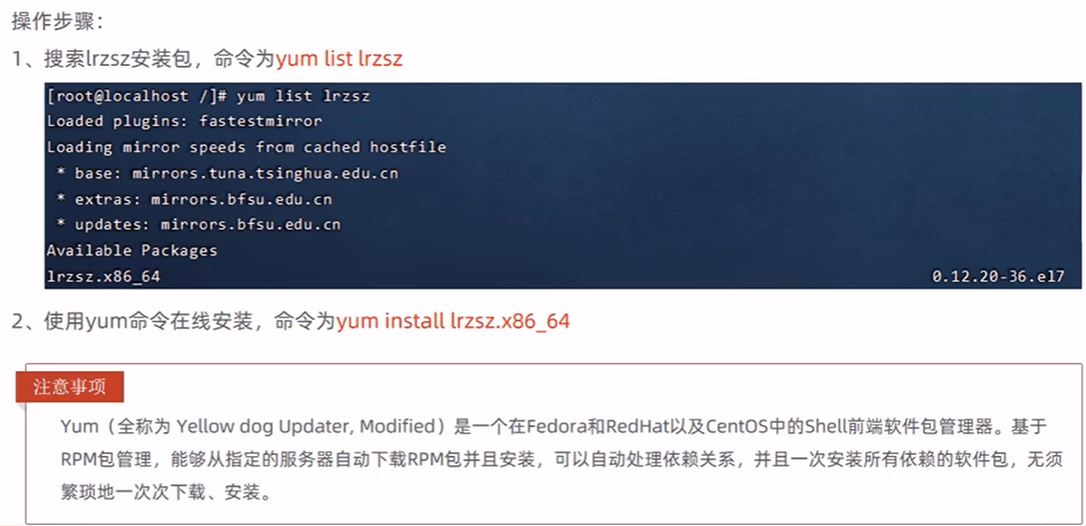 操作步骤：
1、搜索lrzsz安装包，命令为yum list lrzsz
[root@localhost /]# yum list lrzsz
Loaded plugins: fastestmirror
Loading mirror speeds from cached hostfile
* base: mirrors.tuna.tsinghua.edu.cn
* extras: mirrors.bfsu.edu.cn
* updates: mirrors.bfsu.edu.cn
Available Packages
lrzsz.x86_64 0.12.20-36.el7
2、使用yum命令在线安装，命令为yum install lrzsz.x86_64
注意事项
Yum（全称为 Yellow dog Updater, Modified）是一个在Fedora和RedHat以及CentOS中的Shell前端软件包管理器。基于
RPM包管理，能够从指定的服务器自动下载RPM包并且安装，可以自动处理依赖关系，并且一次安装所有依赖的软件包，无须
繁琐地一次次下载、安装。